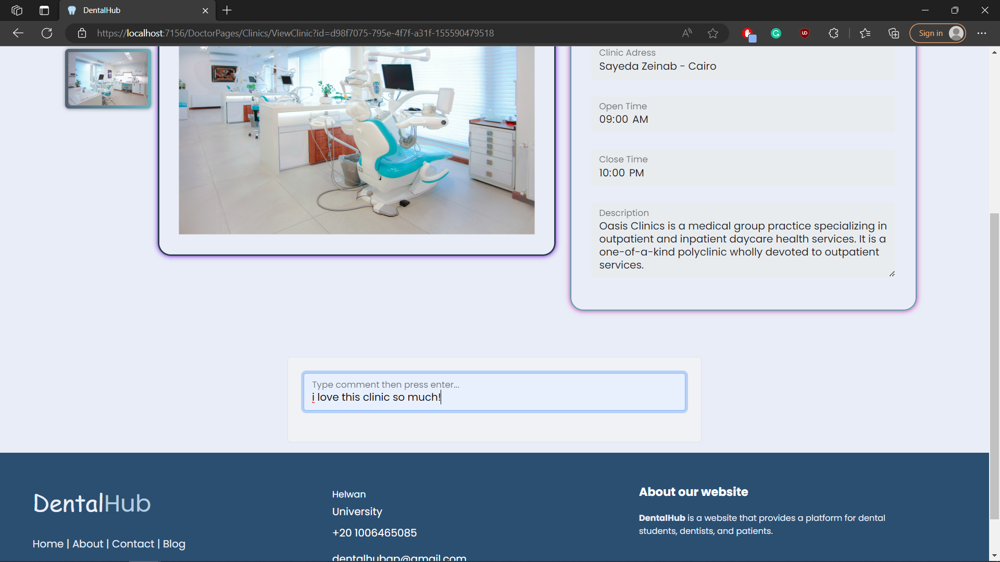 DentalHub
https://localhost:7156/DoctorPages/Clinics/ViewClinic?id=d98f7075-795e-4f7f-a31f-155590479518
Sign in
Clinic Adress
Sayeda Zeinab - Cairo
Open Time
09:00 AM
Close Time
10:00 PM
Description
Oasis Clinics is a medical group practice specializing in
outpatient and inpatient daycare health services. It is a
one-of-a-kind polyclinic wholly devoted to outpatient
services.
Type comment then press enter...
i love this clinic so much!
DentalHub
Home | About | Contact | Blog
Helwan
University
+20 1006465085
dentalhubgp@gmail.com
About our website
DentalHub is a website that provides a platform for dental
students, dentists, and patients.